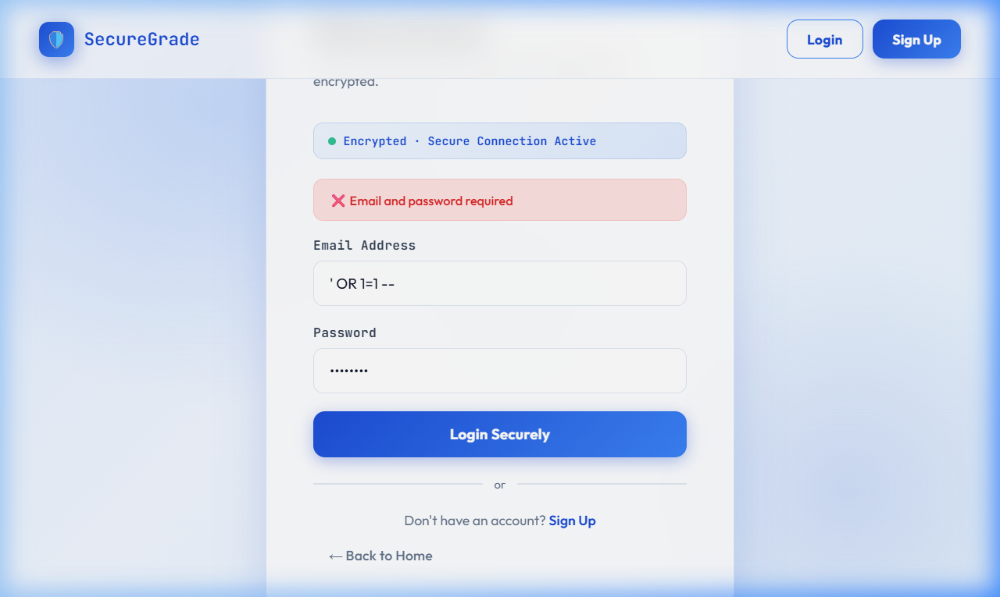 SecureGrade
Login
Sign Up
encrypted.
Encrypted · Secure Connection Active
❌ Email and password required
Email Address
' OR 1=1 --
Password
••••••••
Login Securely
or
Don't have an account? Sign Up
← Back to Home